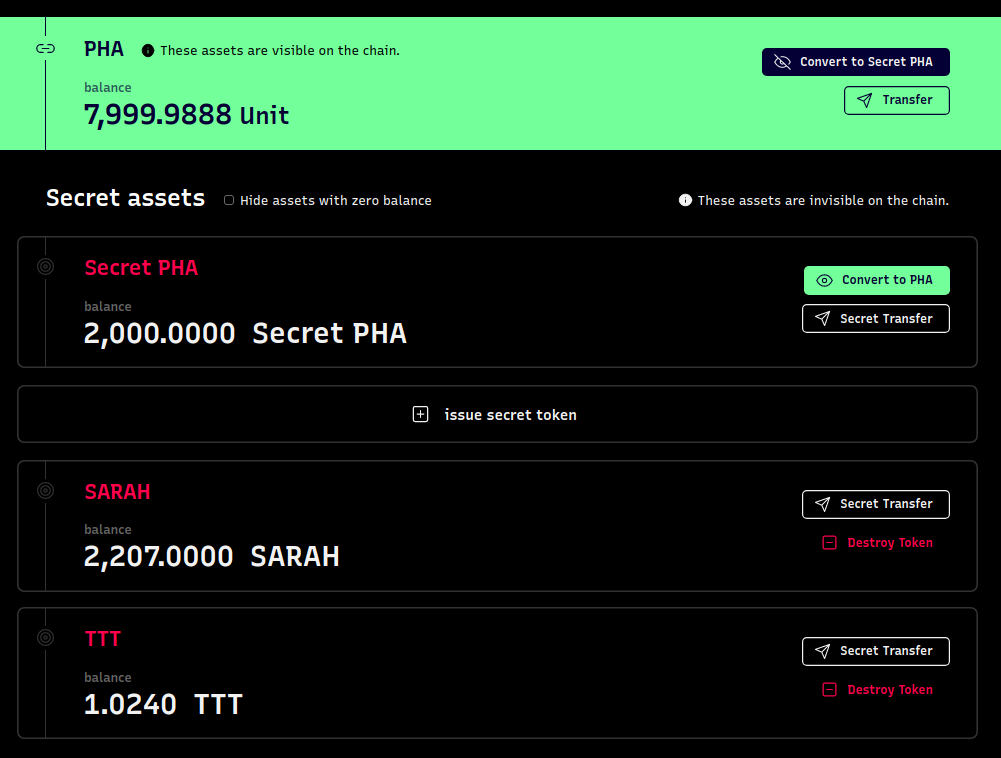 PHA These assets are visible on the chain.
Convert to Secret PHA
balance
7,999.9888 Unit
Transfer
Secret assets Hide assets with zero balance These assets are invisible on the chain.
Secret PHA
Convert to PHA
balance
2,000.0000 Secret PHA
Secret Transfer
issue secret token
SARAH
Secret Transfer
balance
2,207.0000 SARAH
Destroy Token
TTT
Secret Transfer
balance
1.0240 TTT
Destroy Token